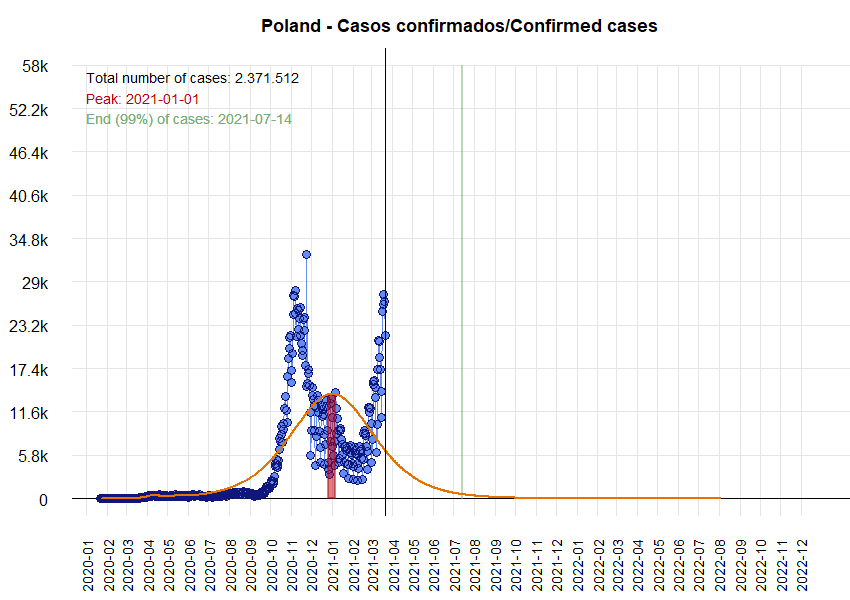 Poland - Casos confirmados/Confirmed cases
58k
Total number of cases: 2.371.512
Peak: 2021-01-01
52.2k
End (99%) of cases: 2021-07-14
46.4k
40.6k
34.8k
29k
23.2k
17.4k
11.6k
5.8k
0
2020-01
2020-02
2020-03
2020-04
2020-05
2020-06
2020-07
2020-08
2020-09
2020-10
2020-11
2020-12
2021-01
2021-02
2021-03
2021-04
2021-05
2021-06
2021-07
2021-08
2021-09
2021-10
2021-11
2021-12
2022-01
2022-02
2022-03
2022-04
2022-05
2022-06
2022-07
2022-08
2022-09
2022-10
2022-11
2022-12